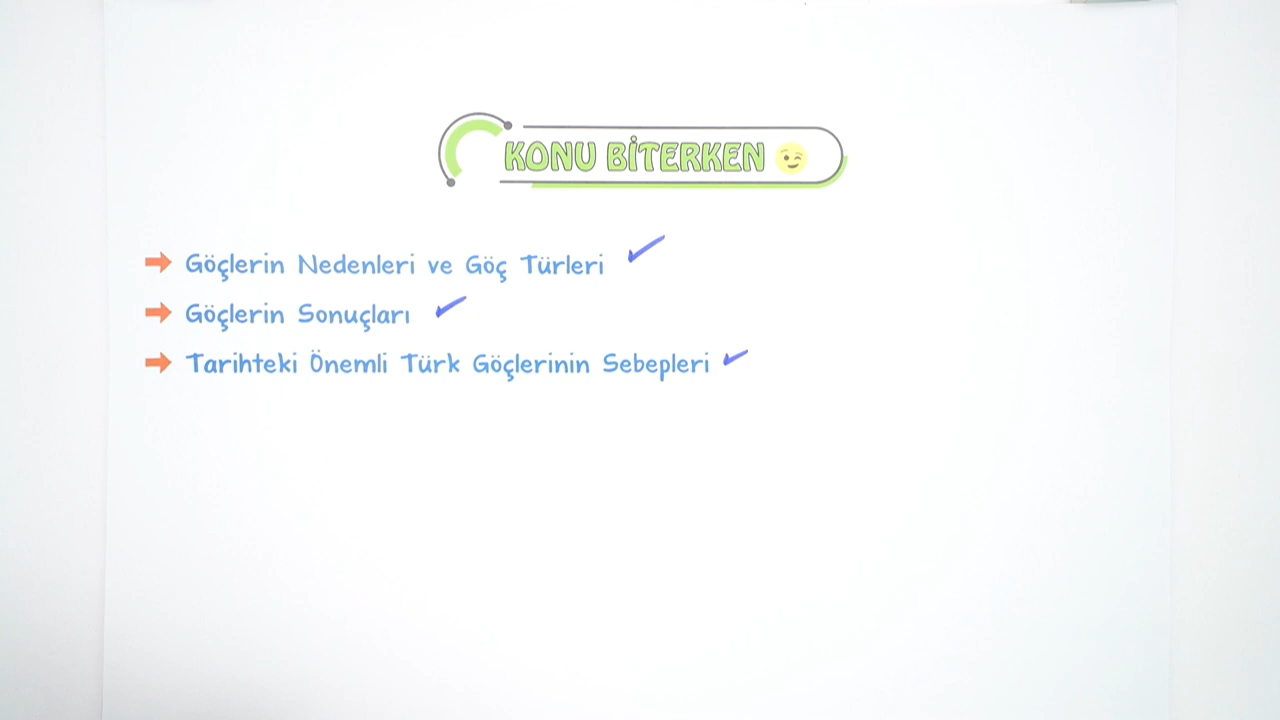 KONU BİTERKEN
Göçlerin Nedenleri ve Göç Türleri
Göçlerin Sonuçları
Tarihteki Önemli Türk Göçlerinin Sebepleri